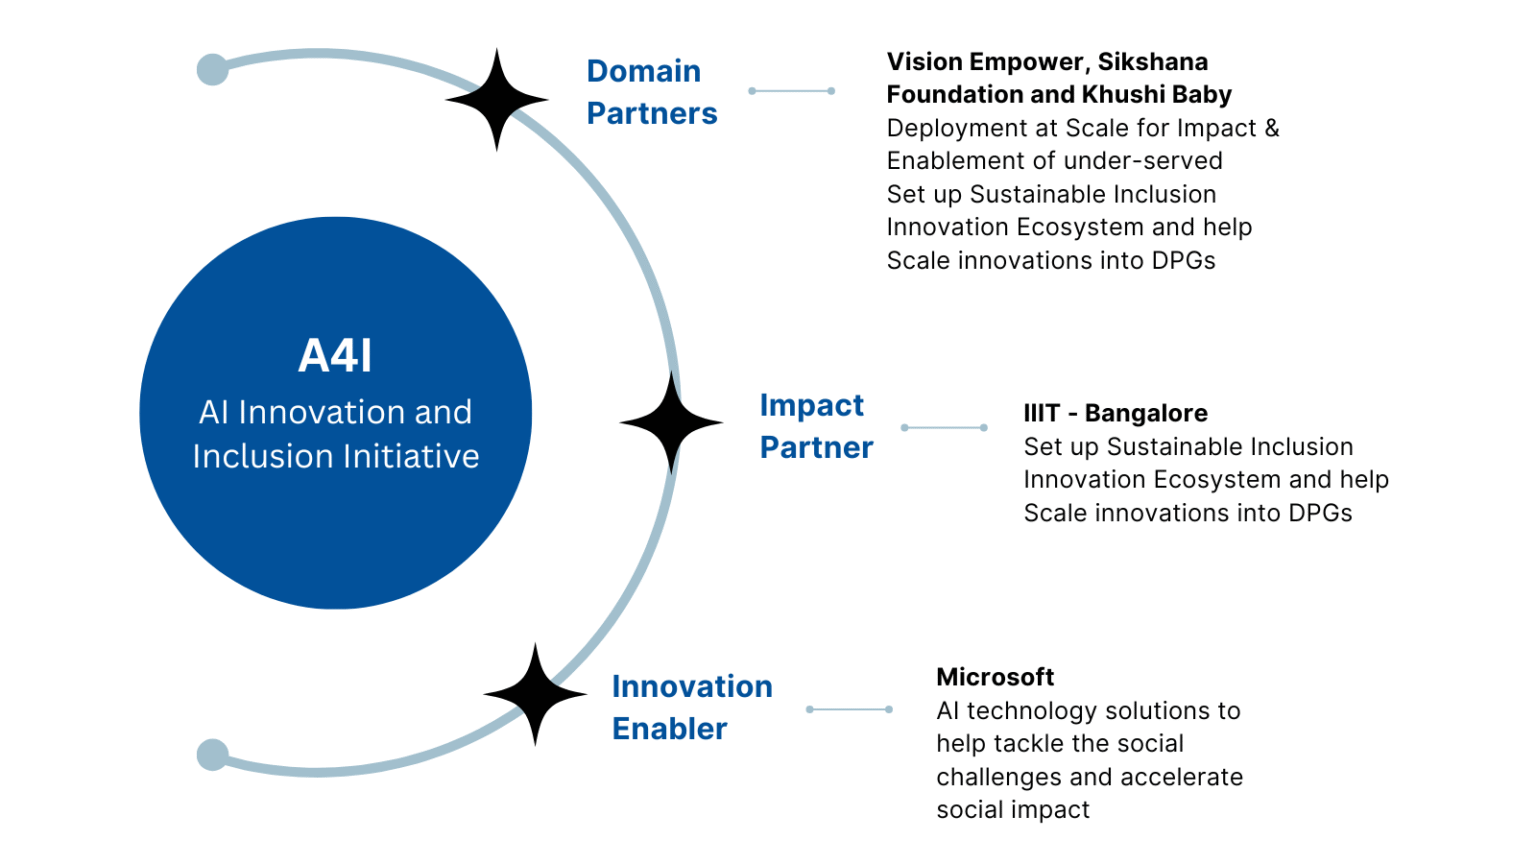 A4I
AI Innovation and
Inclusion Initiative
Domain
Partners
Vision Empower, Sikshana
Foundation and Khushi Baby
Deployment at Scale for Impact &
Enablement of under-served
Set up Sustainable Inclusion
Innovation Ecosystem and help
Scale innovations into DPGs
Impact
Partner
IIIT - Bangalore
Set up Sustainable Inclusion
Innovation Ecosystem and help
Scale innovations into DPGs
Innovation
Enabler
Microsoft
AI technology solutions to
help tackle the social
challenges and accelerate
social impact